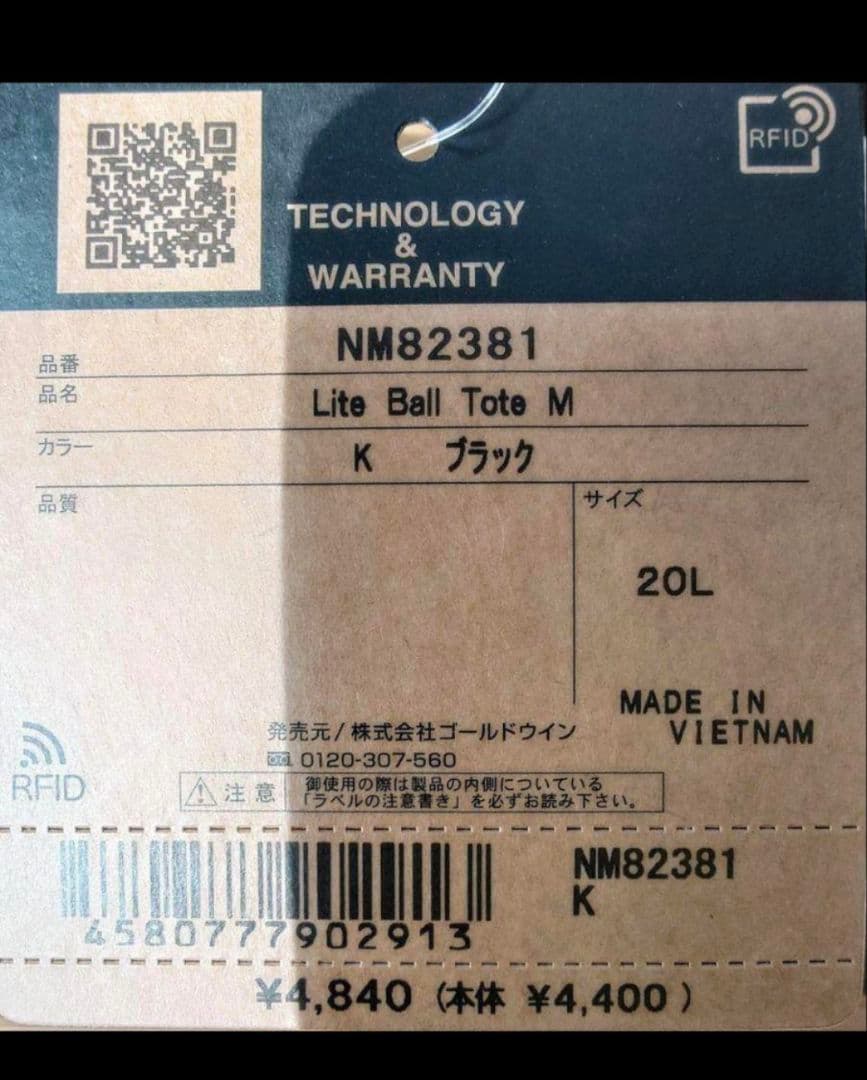 RFID
TECHNOLOGY
&
WARRANTY
品番 NM82381
品名 Lite Ball Tote M
カラー K ブラック
品質
サイズ
20L
MADE IN
VIETNAM
発売元/株式会社ゴールドウイン
0120-307-560
RFID
注意
御使用の際は製品の内側についている
「ラベルの注意書き」を必ずお読み下さい。
NM82381
K
4580777902913
¥4,840 (本体 ¥4,400 )